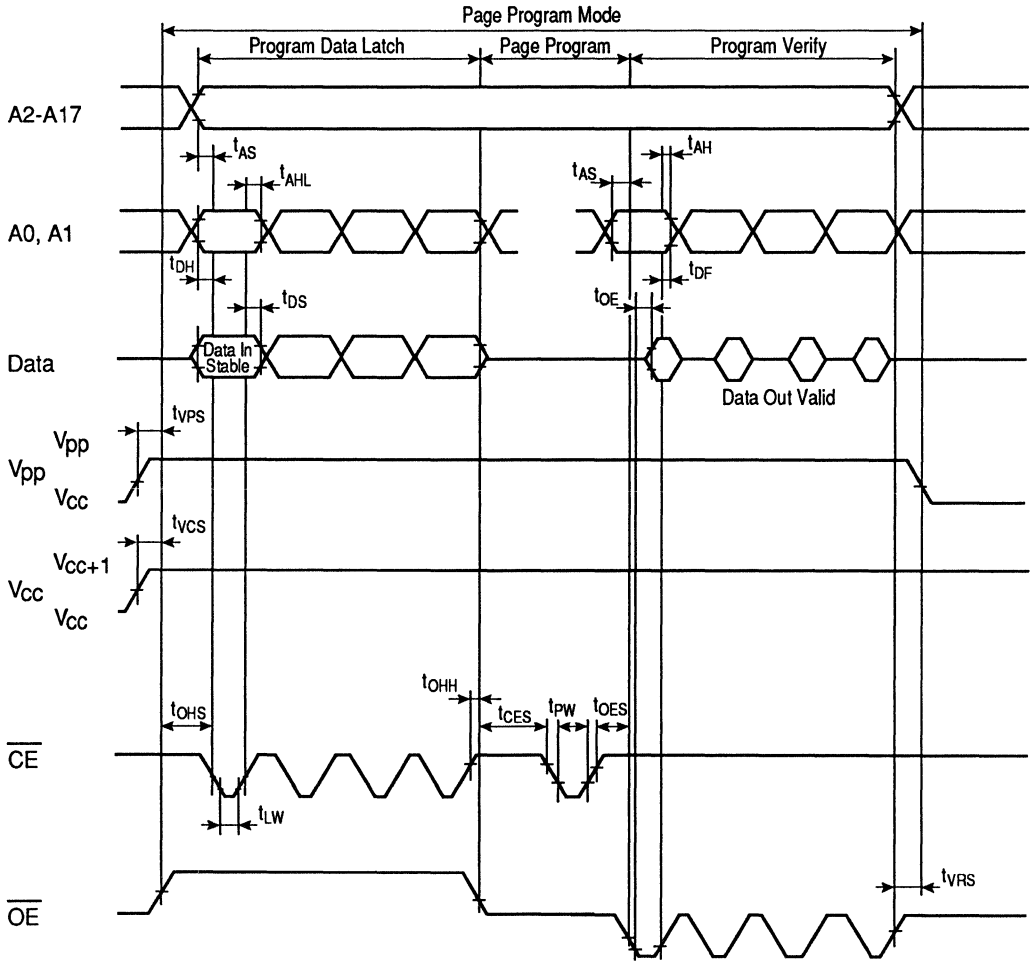 Page Program Mode
Program Data Latch Page Program Program Verify
A2-A17
tAS
tAH
tAHL
tAS
A0, A1
tDH
tDF
tDS
tOE
Data
Data In
Stable
Data Out Valid
tVPS
Vpp
Vpp
VCC
tVCS
VCC+1
VCC
VCC
tOHH
tOHS
tCES
tPW
tOES
CE
tLW
tVRS
OE